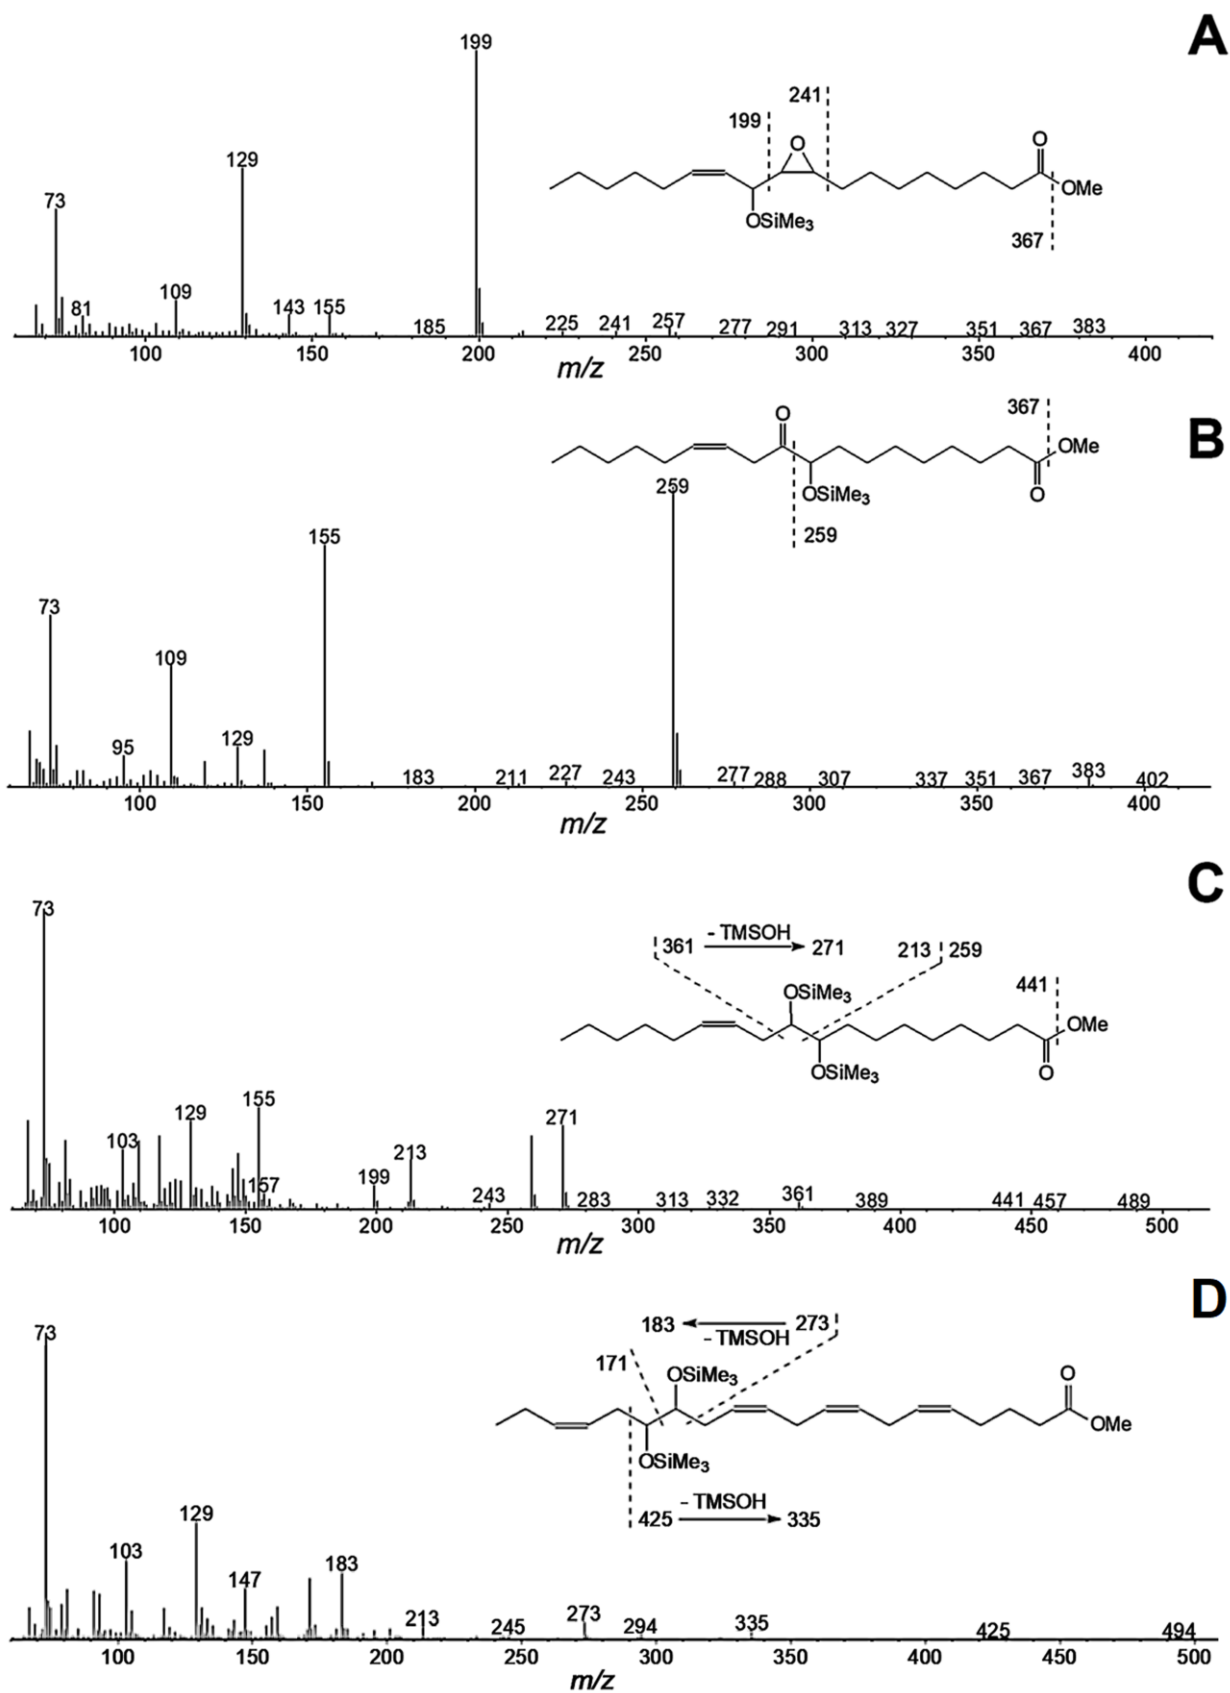 A
199
129
73
81
109
143
155
185
225
241
257
277
291
313
327
351
367
383
199
241
O
O
OSiMe3
OMe
367
100 150 200 250 300 350 400
m/z
B
259
155
73
109
95
129
183
211
227
243
277
288
307
337
351
367
383
402
O
367
OMe
O
OSiMe3
259
100 150 200 250 300 350 400
m/z
C
73
103
129
155
157
199
213
243
271
283
313
332
361
389
441
457
489
361 - TMSOH 271
213 259
441
OSiMe3
OMe
OSiMe3
O
100 150 200 250 300 350 400 450 500
m/z
D
73
103
129
147
183
213
245
273
294
335
425
494
183 - TMSOH 273
171
OSiMe3
O
OMe
OSiMe3
425 - TMSOH 335
100 150 200 250 300 350 400 450 500
m/z